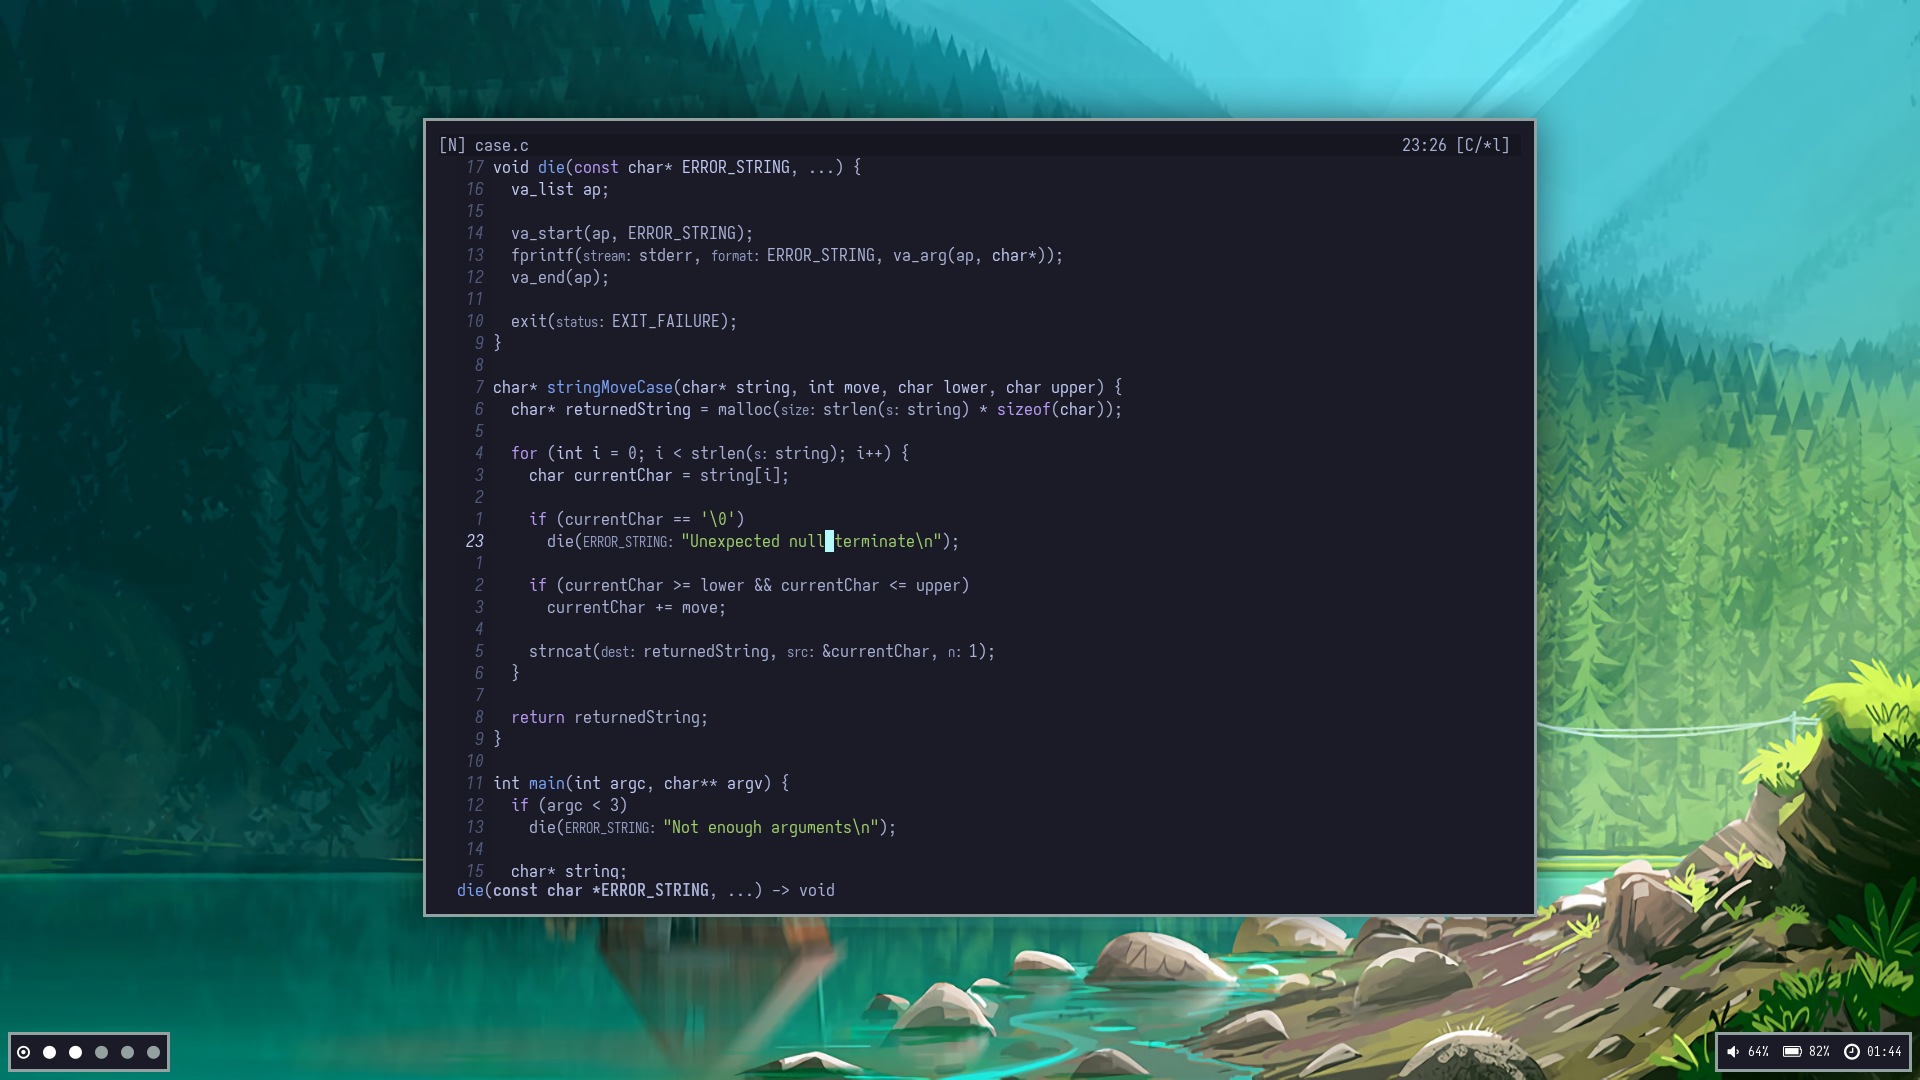 [N] case.c 23:26 [C/*l]
17 void die(const char* ERROR_STRING, ...) {
16 va_list ap;
15
14 va_start(ap, ERROR_STRING);
13 fprintf(stream: stderr, format: ERROR_STRING, va_arg(ap, char*));
12 va_end(ap);
11
10 exit(status: EXIT_FAILURE);
9 }
8
7 char* stringMoveCase(char* string, int move, char lower, char upper) {
6 char* returnedString = malloc(size: strlen(s: string) * sizeof(char));
5
4 for (int i = 0; i < strlen(s: string); i++) {
3 char currentChar = string[i];
2
1 if (currentChar == '\0')
23 die(ERROR_STRING: "Unexpected null terminate\n");
1
2 if (currentChar >= lower && currentChar <= upper)
3 currentChar += move;
4
5 strncat(dest: returnedString, src: &currentChar, n: 1);
6 }
7
8 return returnedString;
9 }
10
11 int main(int argc, char** argv) {
12 if (argc < 3)
13 die(ERROR_STRING: "Not enough arguments\n");
14
15 char* string;
die(const char *ERROR_STRING, ...) -> void
64% 82% 01:44